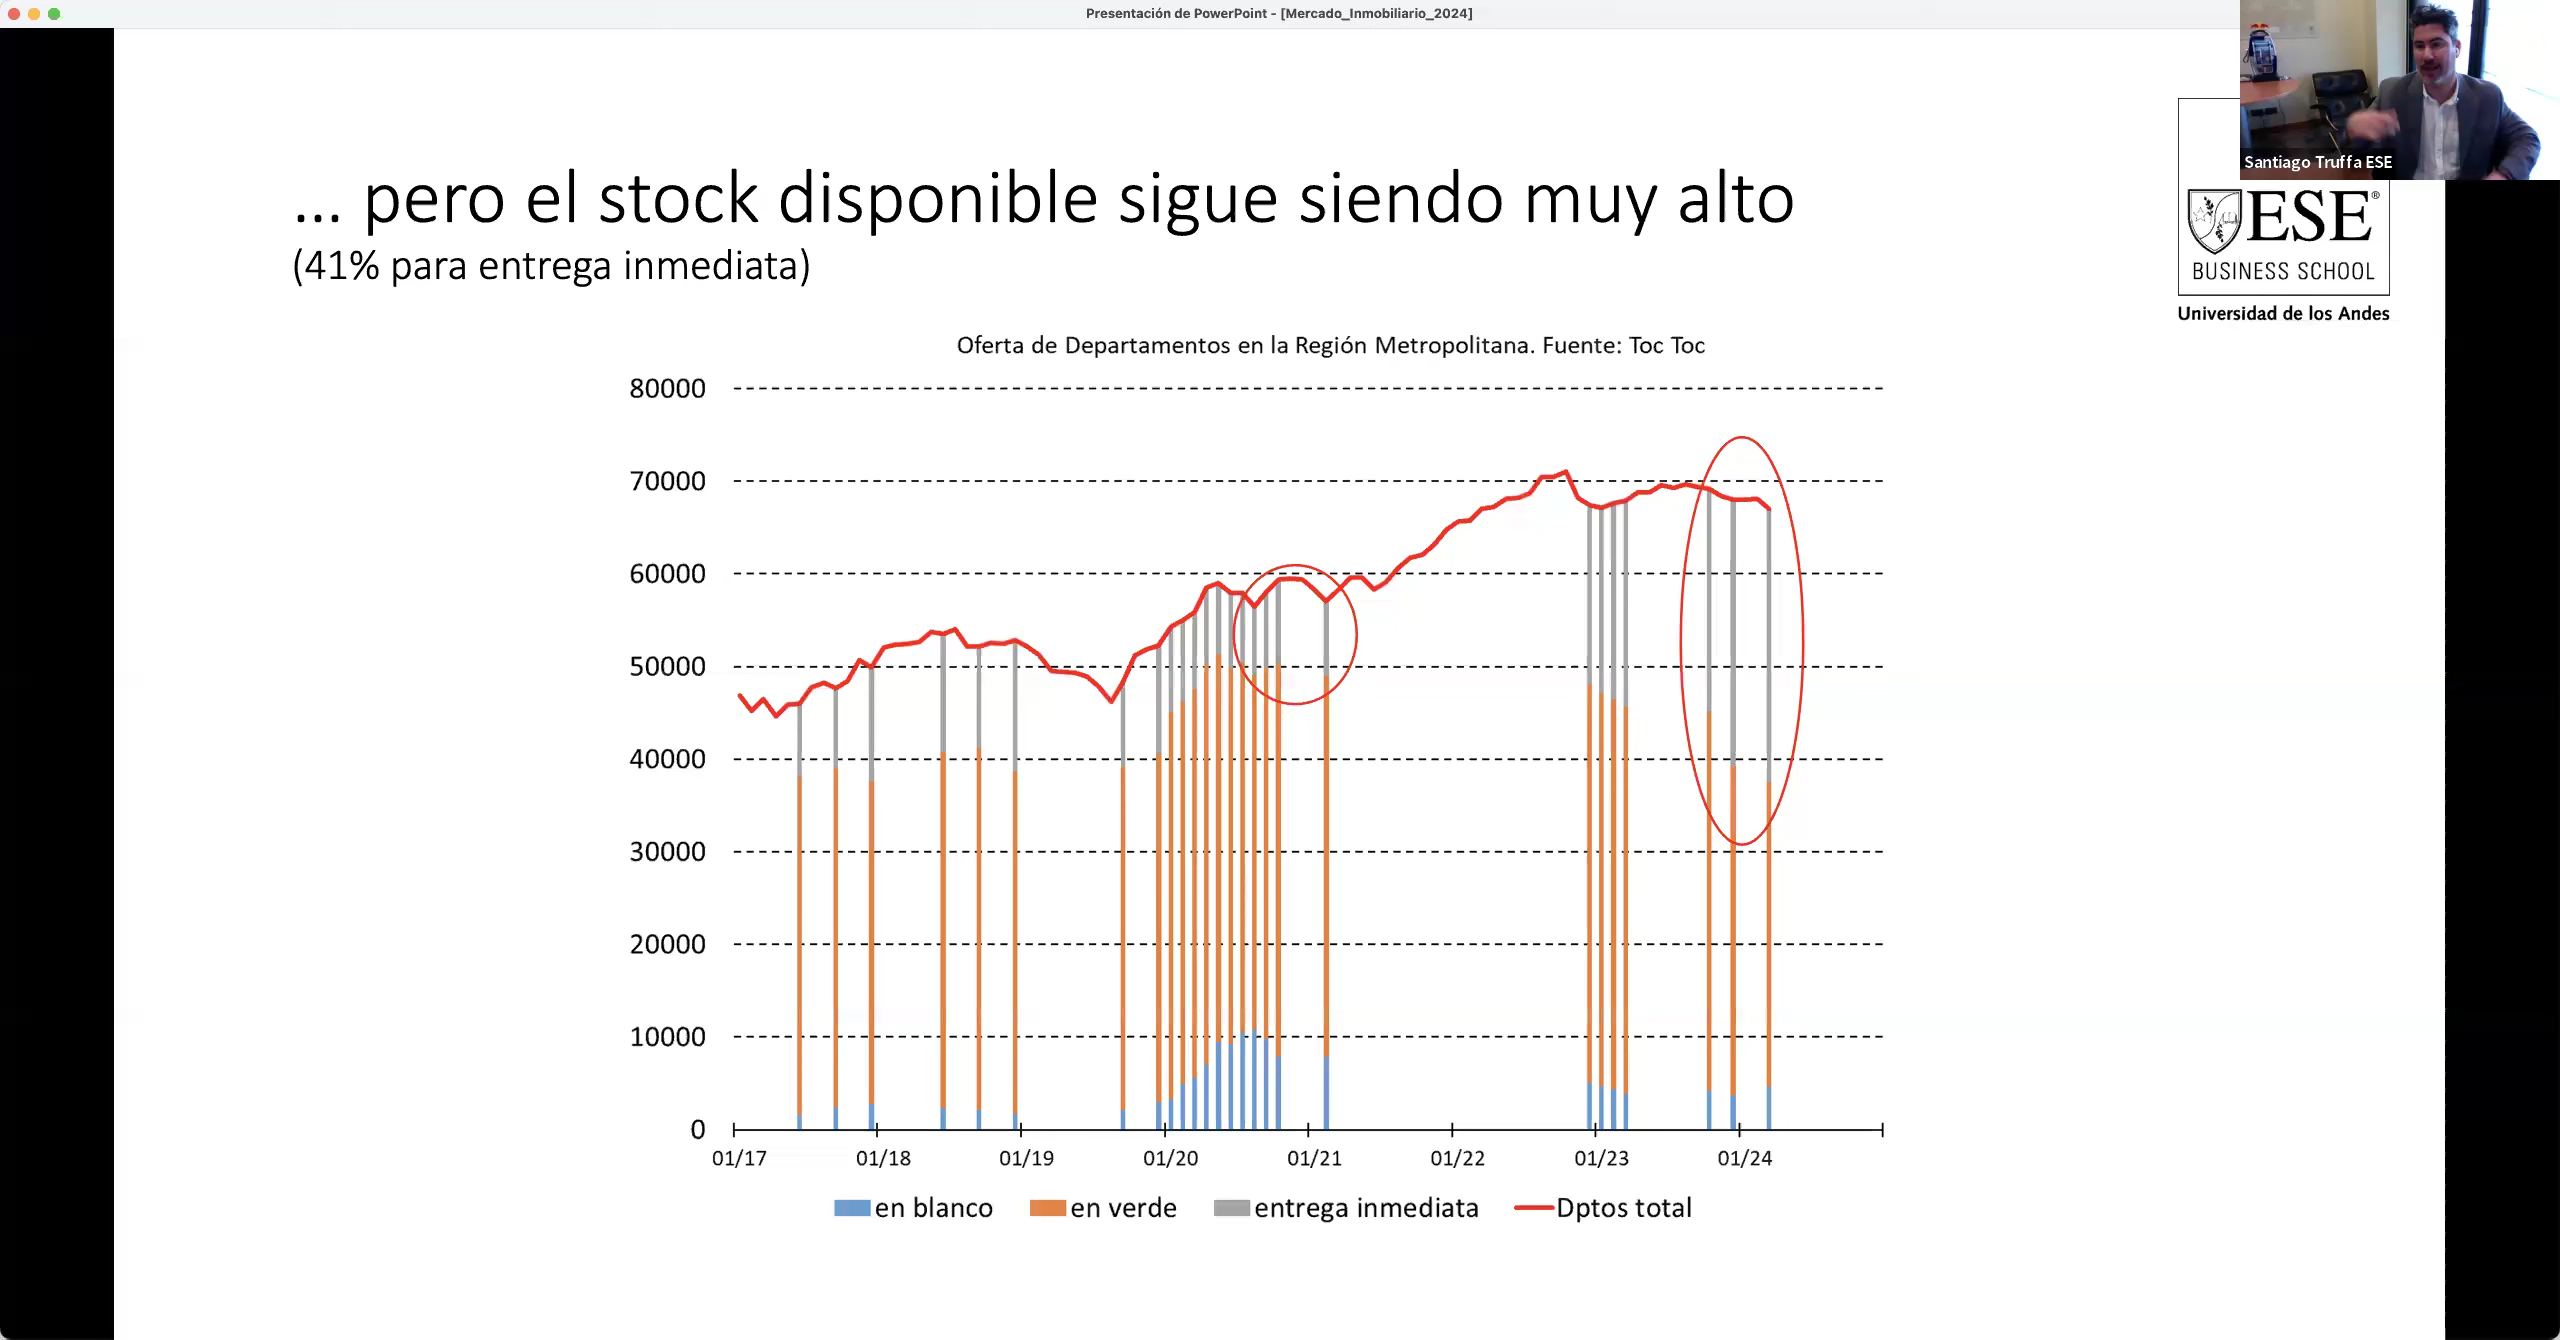 Presentación de PowerPoint - [Mercado_Inmobiliario_2024]
Santiago Truffa ESE
... pero el stock disponible sigue siendo muy alto
(41% para entrega inmediata)
ESE®
BUSINESS SCHOOL
Universidad de los Andes
Oferta de Departamentos en la Región Metropolitana. Fuente: Toc Toc
80000
70000
60000
50000
40000
30000
20000
10000
0
01/17 01/18 01/19 01/20 01/21 01/22 01/23 01/24
en blanco en verde entrega inmediata Dptos total